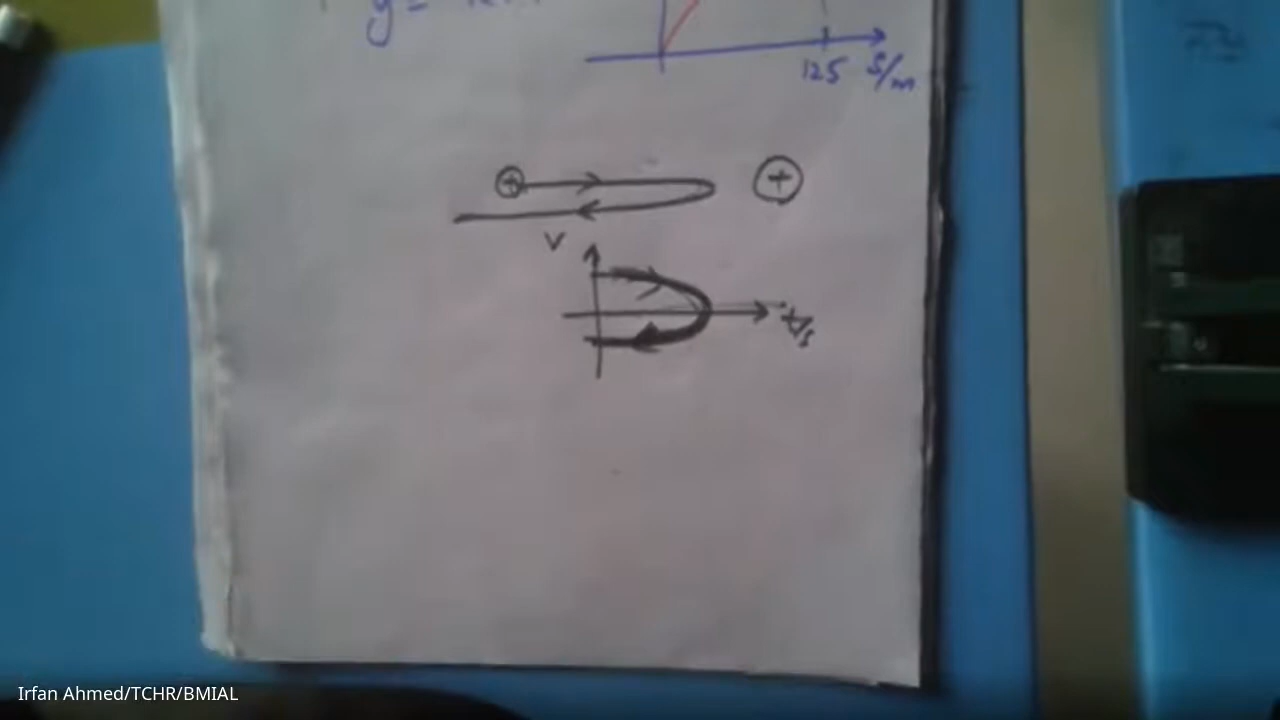 y =
125 S/m
+ +
V
Irfan Ahmed/TCHR/BMIAL